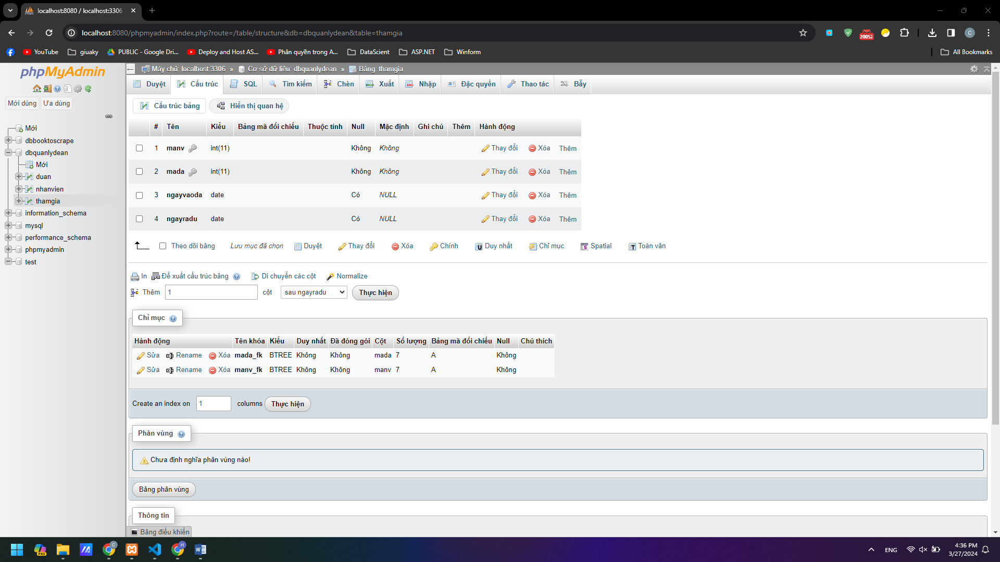 localhost:8080 / localhost:3306
localhost:8080/phpmyadmin/index.php?route=/table/structure&db=dbquanlydean&table=thamgia
20052
C
YouTube giuaky PUBLIC - Google Dri... Deploy and Host AS... Phân quyền trong A... DataScient ASP.NET Winform All Bookmarks
phpMyAdmin
Mới dùng Ưa dùng
Mới
dbbooktoscrape
dbquanlydean
Mới
duan
nhanvien
thamgia
information_schema
mysql
performance_schema
phpmyadmin
test
Máy chủ: localhost:3306 » Cơ sở dữ liệu: dbquanlydean » Bảng: thamgia
Duyệt Cấu trúc SQL Tìm kiếm Chèn Xuất Nhập Đặc quyền Thao tác Bẫy
Cấu trúc bảng Hiển thị quan hệ
# Tên Kiểu Bảng mã đối chiếu Thuộc tính Null Mặc định Ghi chú Thêm Hành động
1 manv int(11) Không Không Thay đổi Xóa Thêm
2 mada int(11) Không Không Thay đổi Xóa Thêm
3 ngayvaoda date Có NULL Thay đổi Xóa Thêm
4 ngayradu date Có NULL Thay đổi Xóa Thêm
Theo dõi bảng Lưu mục đã chọn Duyệt Thay đổi Xóa Chính Duy nhất Chỉ mục Spatial Toàn văn
In Đề xuất cấu trúc bảng Di chuyển các cột Normalize
Thêm 1 cột sau ngayradu Thực hiện
Chỉ mục
Hành động Tên khóa Kiểu Duy nhất Đã đóng gói Cột Số lượng Bảng mã đối chiếu Null Chú thích
Sửa Rename Xóa mada_fk BTREE Không Không mada 7 A Không
Sửa Rename Xóa manv_fk BTREE Không Không manv 7 A Không
Create an index on 1 columns Thực hiện
Phân vùng
Chưa định nghĩa phân vùng nào!
Bảng phân vùng
Thông tin
Bảng điều khiển
PRE
C
H
ENG
4:36 PM
3/27/2024